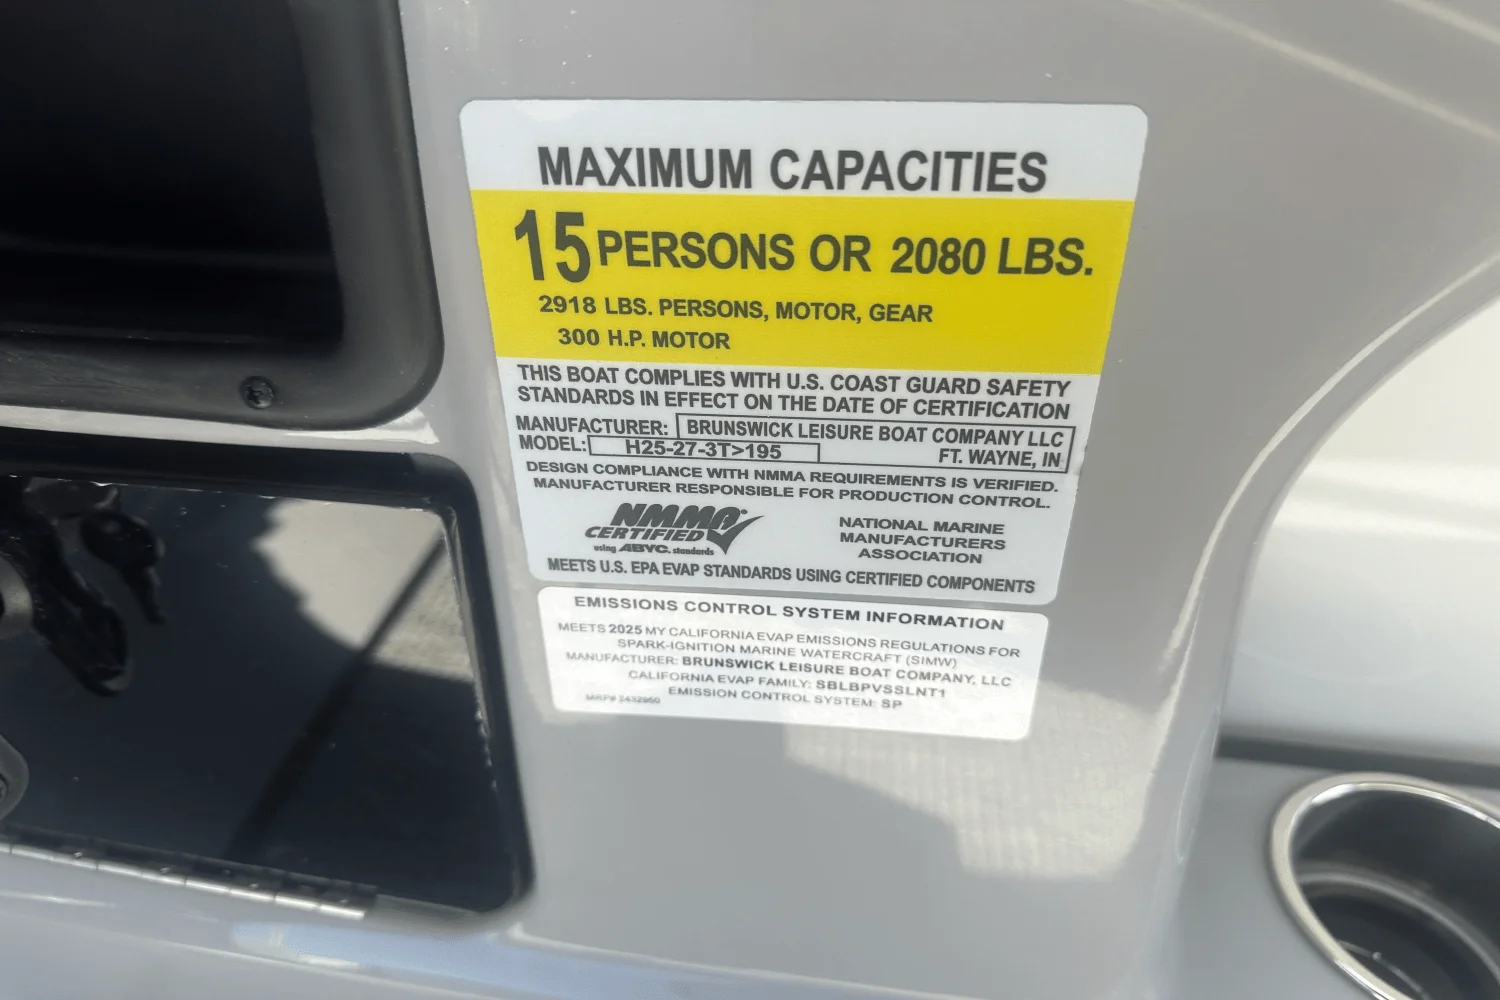 MAXIMUM CAPACITIES
15 PERSONS OR 2080 LBS.
2918 LBS. PERSONS, MOTOR, GEAR
300 H.P. MOTOR
THIS BOAT COMPLIES WITH U.S. COAST GUARD SAFETY
STANDARDS IN EFFECT ON THE DATE OF CERTIFICATION
MANUFACTURER: BRUNSWICK LEISURE BOAT COMPANY LLC
MODEL: H25-27-3T>195 FT. WAYNE, IN
DESIGN COMPLIANCE WITH NMMA REQUIREMENTS IS VERIFIED.
MANUFACTURER RESPONSIBLE FOR PRODUCTION CONTROL.
NMMA®
CERTIFIED
using ABYC. standards
NATIONAL MARINE
MANUFACTURERS
ASSOCIATION
MEETS U.S. EPA EVAP STANDARDS USING CERTIFIED COMPONENTS
EMISSIONS CONTROL SYSTEM INFORMATION
MEETS 2025 MY CALIFORNIA EVAP EMISSIONS REGULATIONS FOR
SPARK-IGNITION MARINE WATERCRAFT (SIMW)
MANUFACTURER: BRUNSWICK LEISURE BOAT COMPANY, LLC
CALIFORNIA EVAP FAMILY: SBLBPVSSLNT1
EMISSION CONTROL SYSTEM: SP
MRP# 2432960